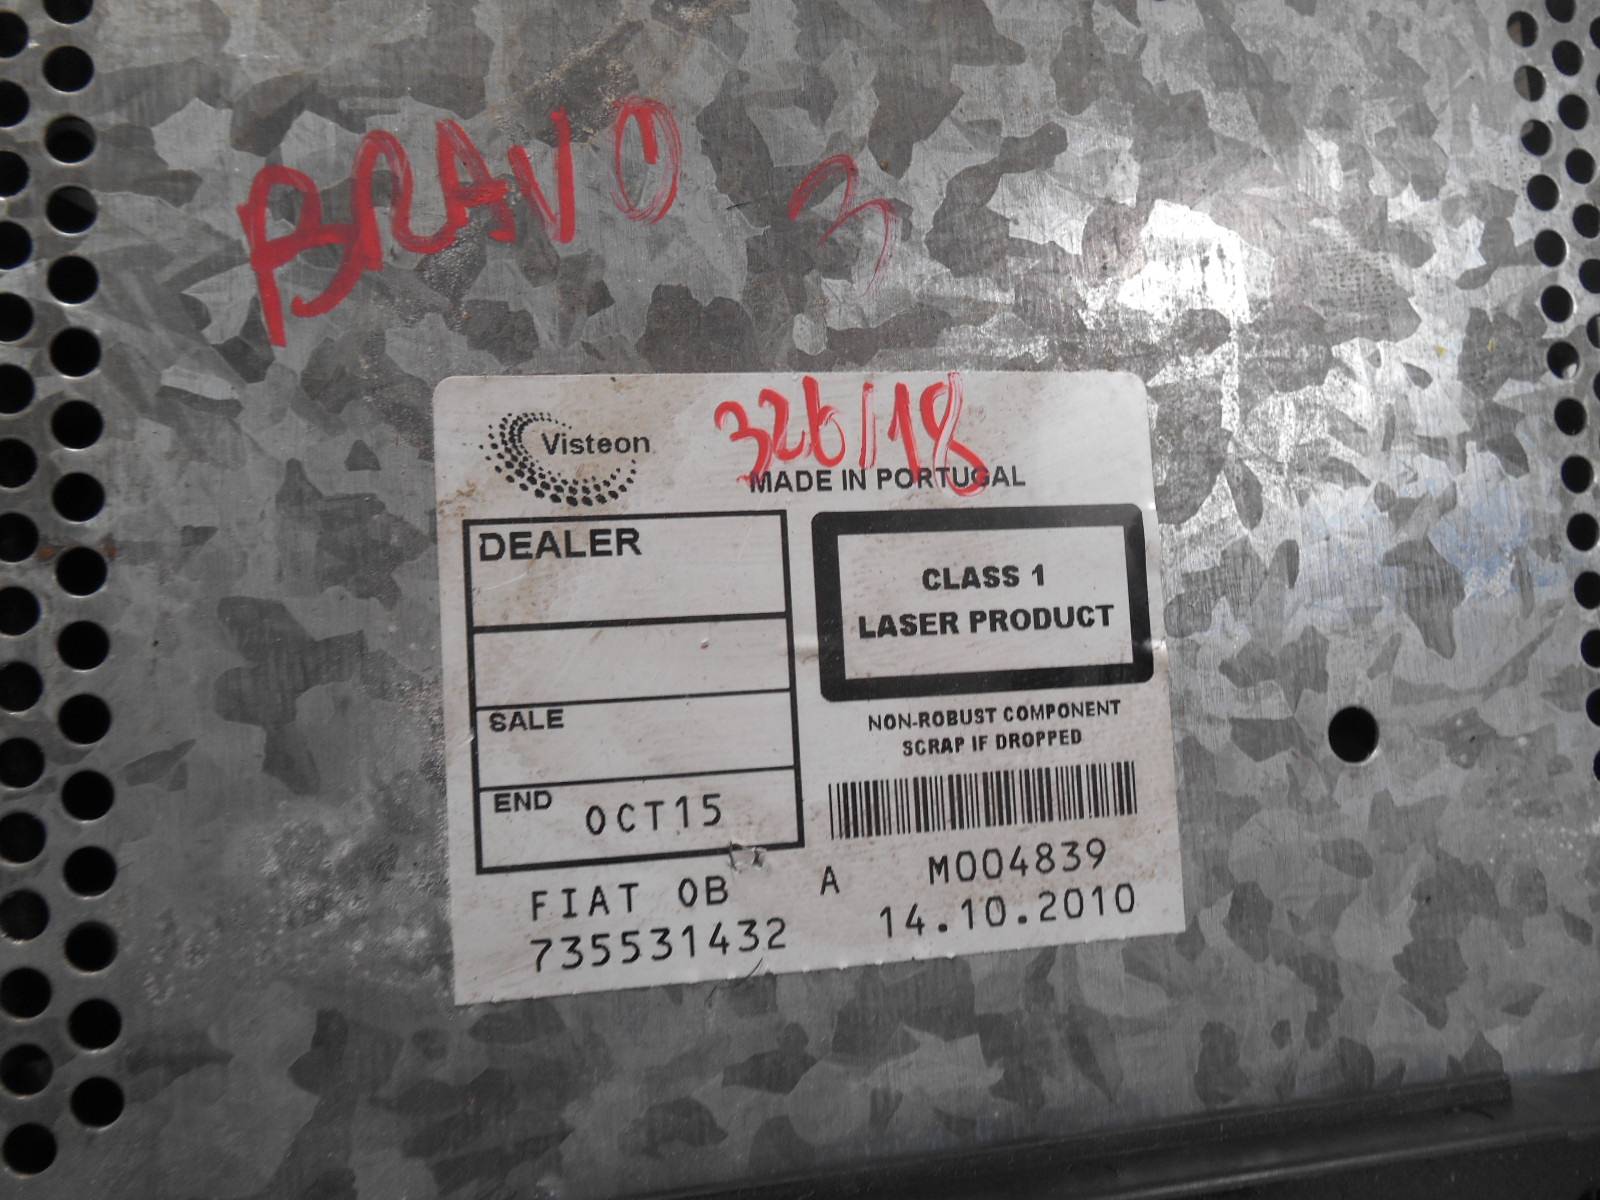 BRAVO 3
326/18
Visteon
MADE IN PORTUGAL
DEALER
CLASS 1
LASER PRODUCT
SALE
NON-ROBUST COMPONENT
SCRAP IF DROPPED
END OCT15
FIAT 0B A M004839
735531432 14.10.2010